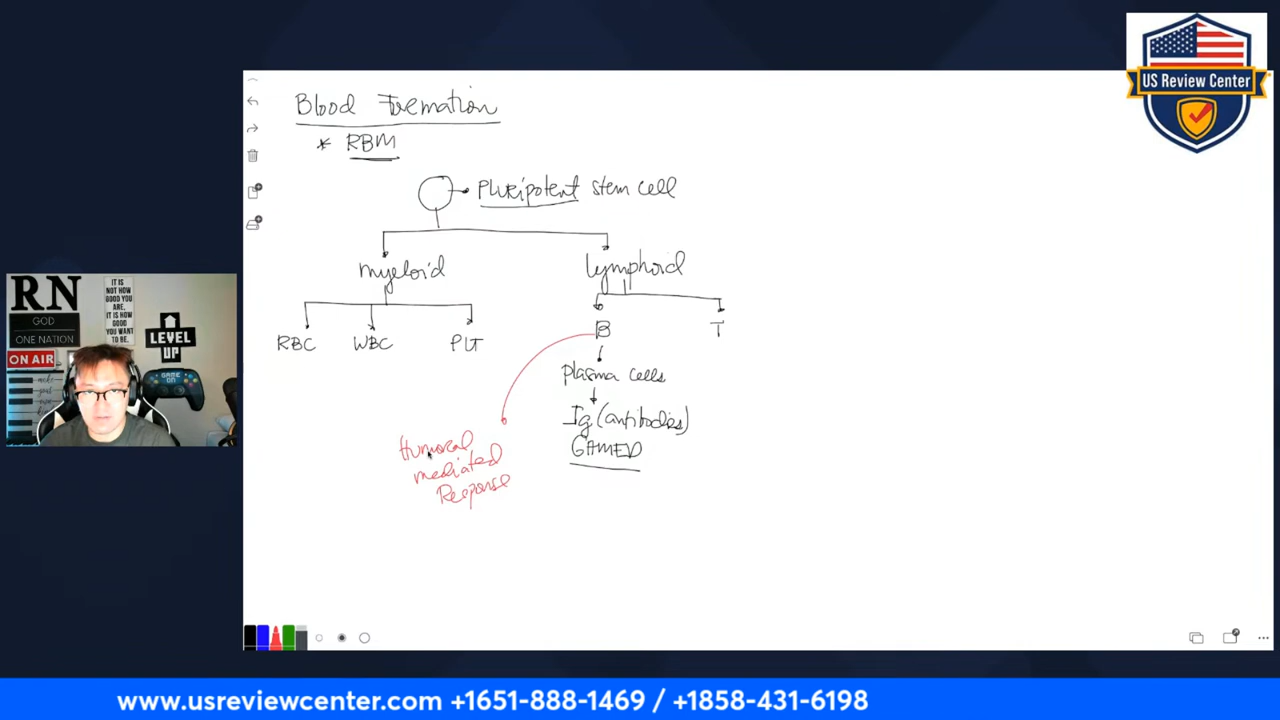 US Review Center
Blood Formation
* RBM
Pluripotent stem cell
myeloid
lymphoid
RBC WBC PLT
B T
plasma cells
Ig (antibodies)
GAMED
Humoral
mediated
Response
RN
GOD
ONE NATION
ON AIR
IT IS
NOT HOW
GOOD YOU
ARE,
IT IS HOW
GOOD
YOU WANT
TO BE.
LEVEL
UP
GAME ON
www.usreviewcenter.com +1651-888-1469 / +1858-431-6198